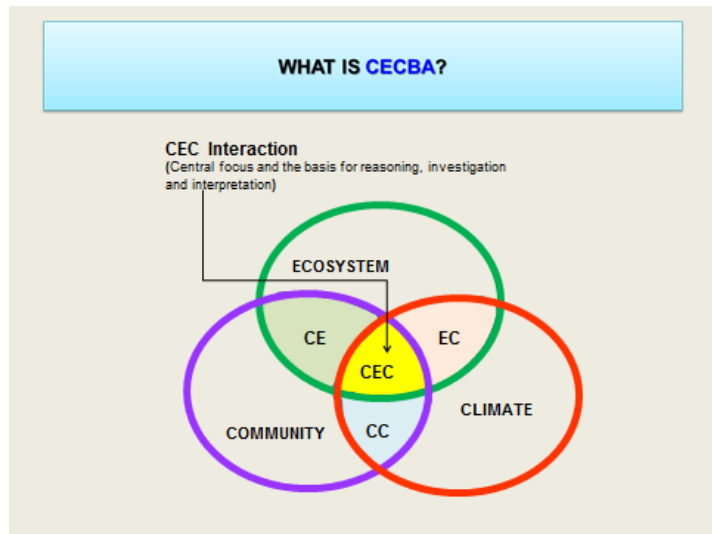 WHAT IS CECBA?
CEC Interaction
(Central focus and the basis for reasoning, investigation
and interpretation)
ECOSYSTEM
CE
EC
CEC
CLIMATE
COMMUNITY
CC